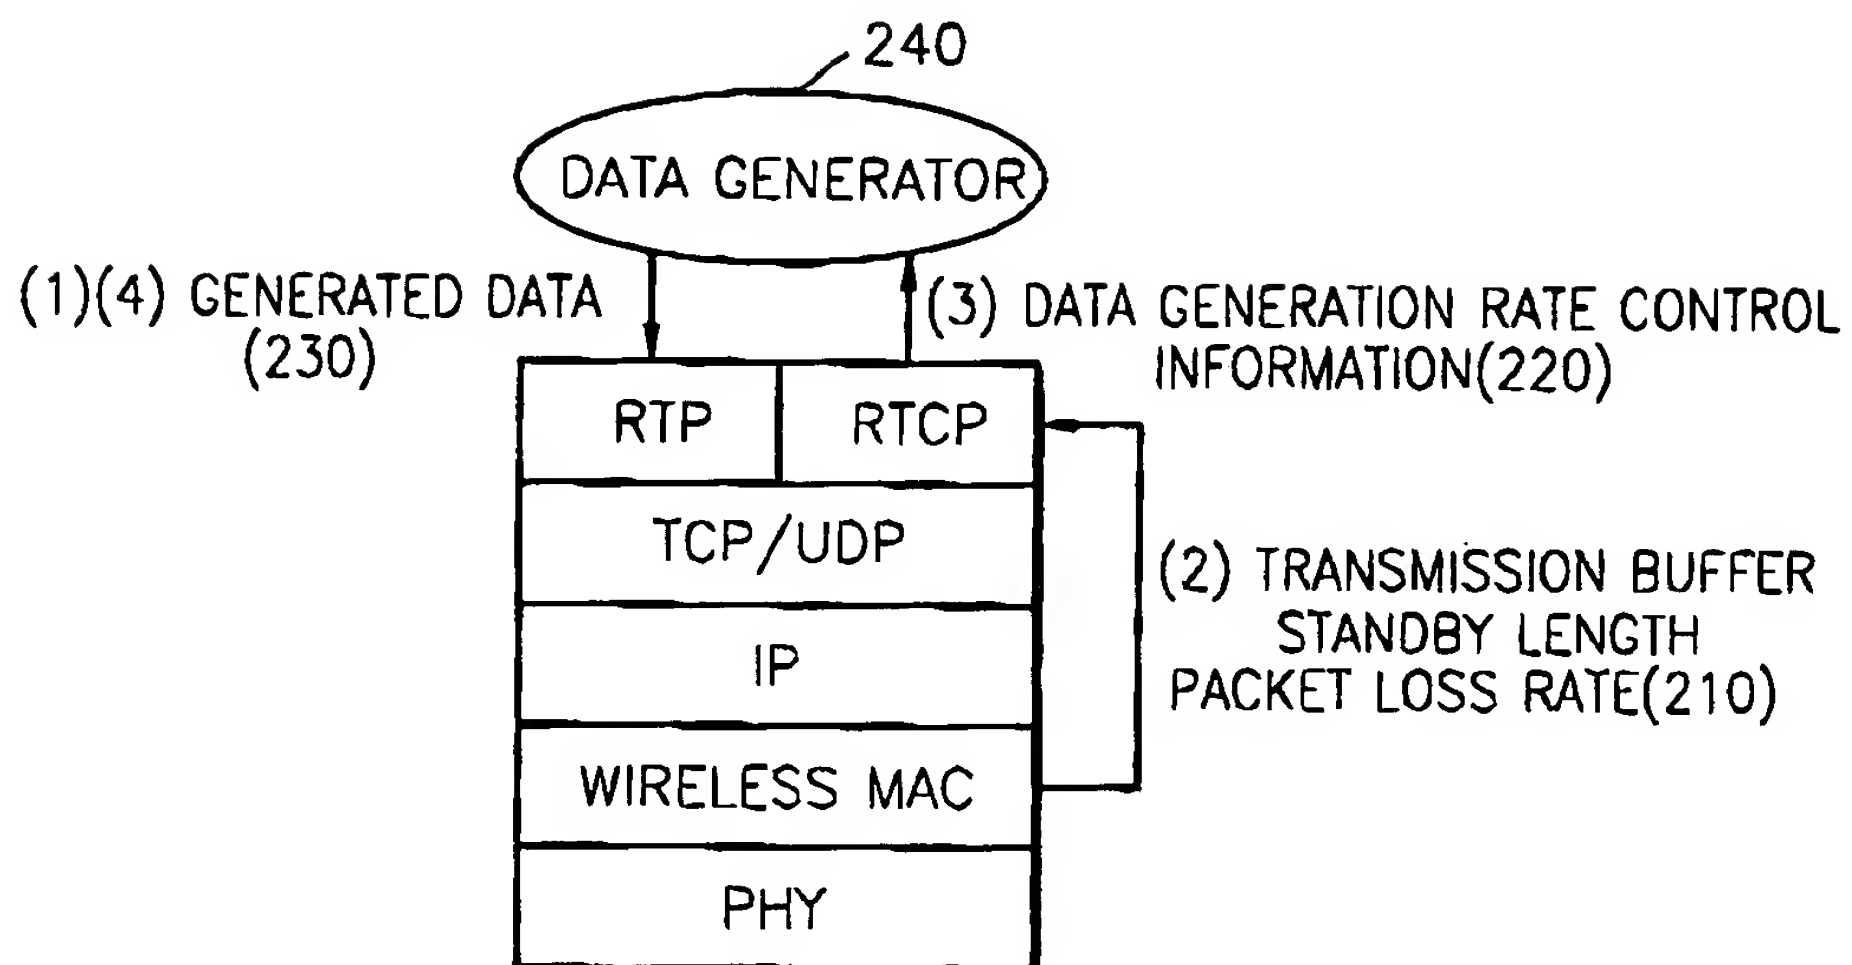 240
DATA GENERATOR
(1)(4) GENERATED DATA
(230)
(3) DATA GENERATION RATE CONTROL
INFORMATION(220)
RTP
RTCP
TCP/UDP
(2) TRANSMISSION BUFFER
STANDBY LENGTH
PACKET LOSS RATE(210)
IP
WIRELESS MAC
PHY